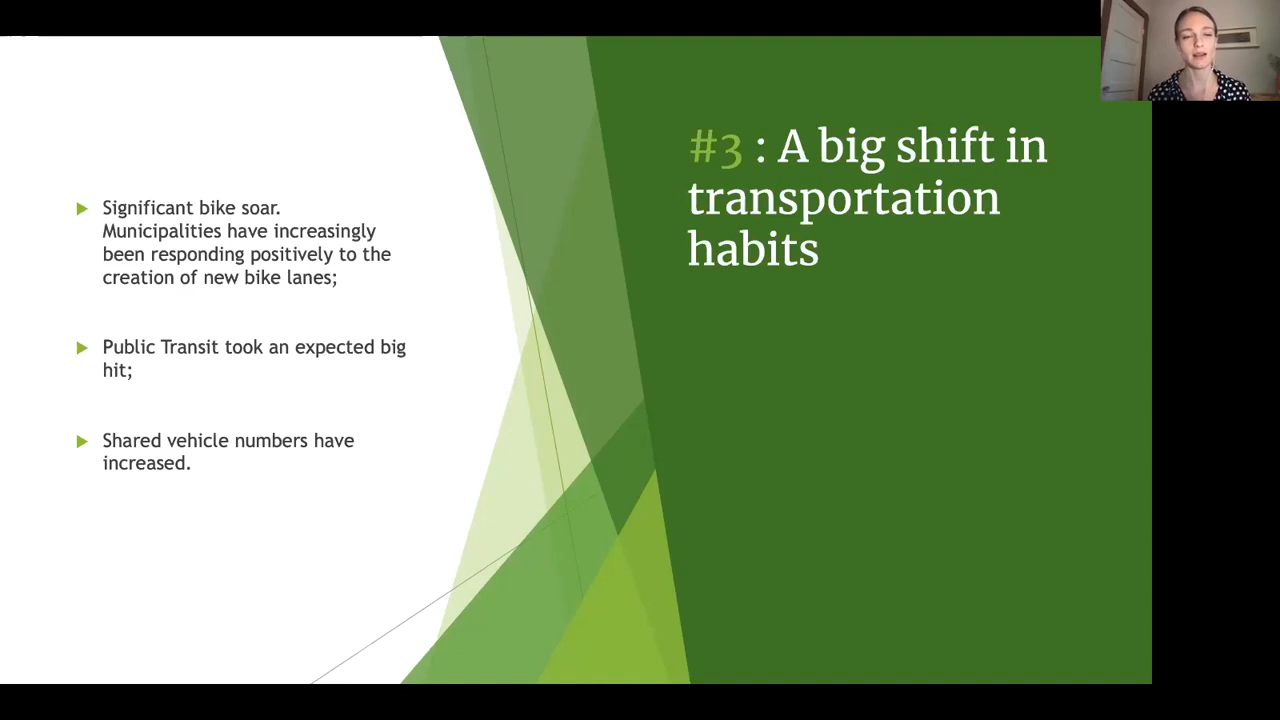 #3 : A big shift in
transportation
habits
Significant bike soar.
Municipalities have increasingly
been responding positively to the
creation of new bike lanes;
Public Transit took an expected big
hit;
Shared vehicle numbers have
increased.